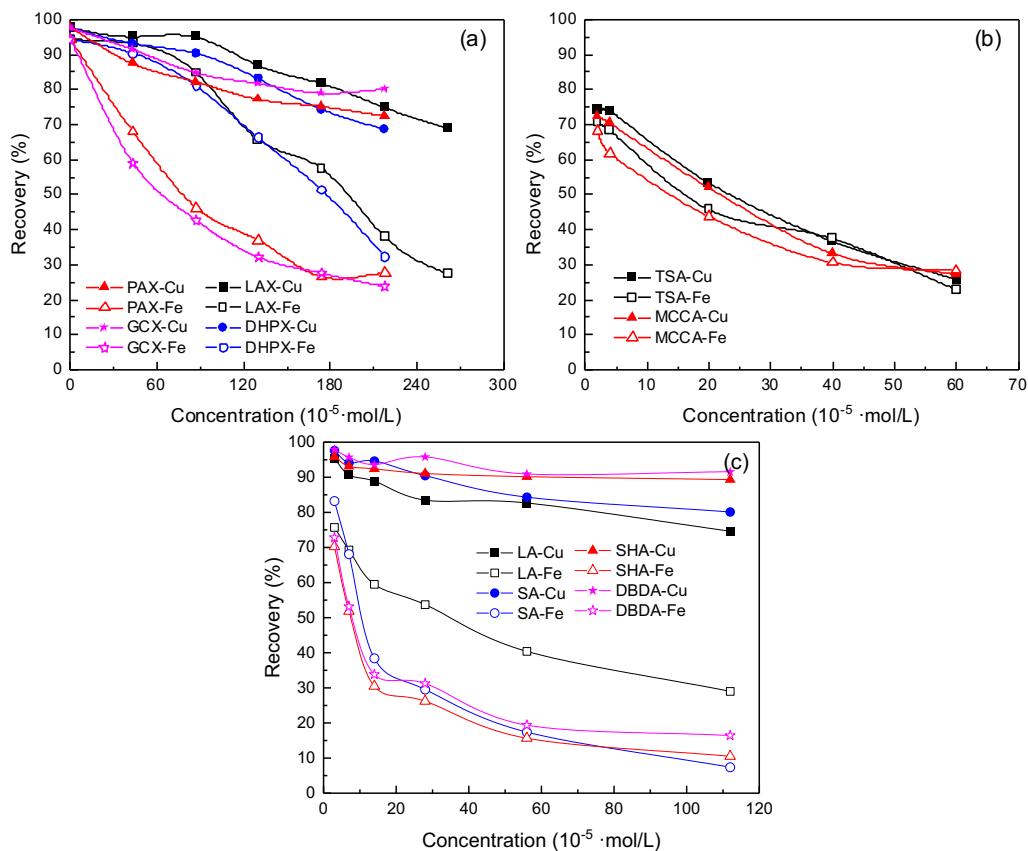 (a)
100
90
80
70
60
50
40
30
20
10
0
Recovery (%)
PAX-Cu LAX-Cu
PAX-Fe LAX-Fe
GCX-Cu DHPX-Cu
GCX-Fe DHPX-Fe
0 60 120 180 240 300
Concentration (10⁻⁵·mol/L)
(b)
100
90
80
70
60
50
40
30
20
10
0
Recovery (%)
TSA-Cu
TSA-Fe
MCCA-Cu
MCCA-Fe
0 10 20 30 40 50 60 70
Concentration (10⁻⁵·mol/L)
(c)
100
90
80
70
60
50
40
30
20
10
0
Recovery (%)
LA-Cu SHA-Cu
LA-Fe SHA-Fe
SA-Cu DBDA-Cu
SA-Fe DBDA-Fe
0 20 40 60 80 100 120
Concentration (10⁻⁵·mol/L)